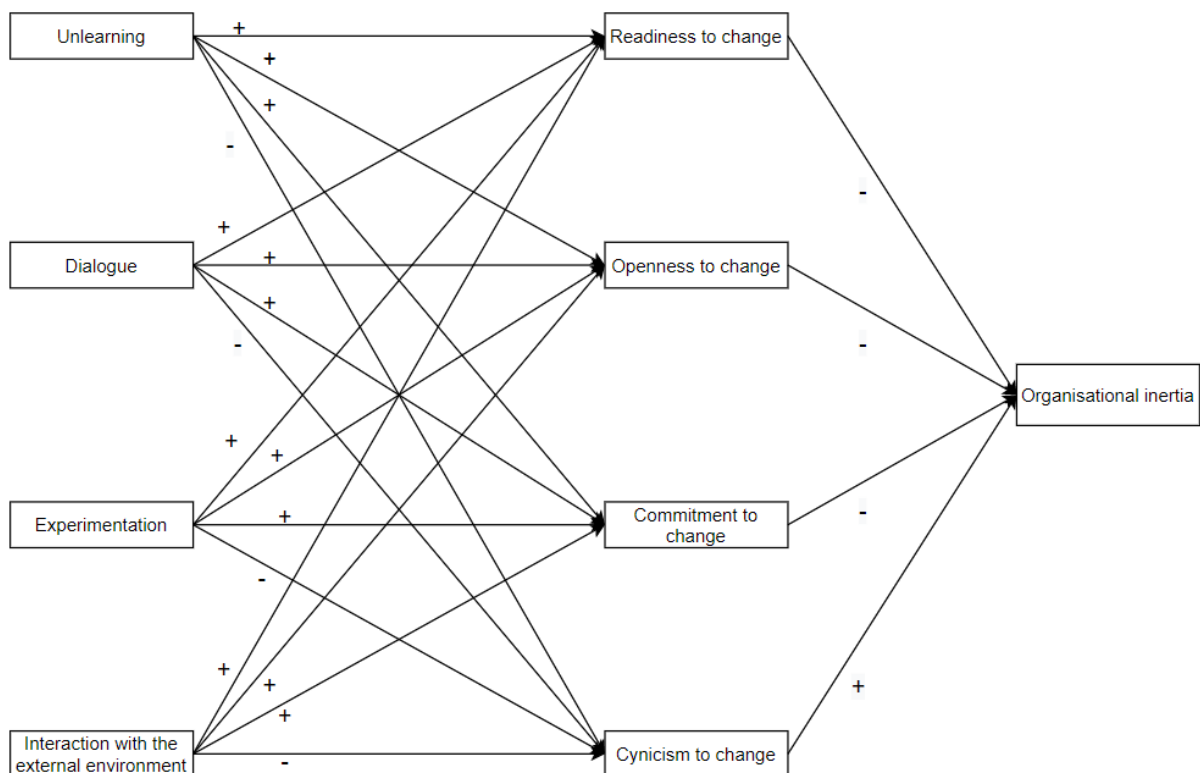 Unlearning
+
Readiness to change
+
+
-
-
+
Dialogue
+
Openness to change
+
-
-
Organisational inertia
+
+
Experimentation
+
Commitment to
change
-
-
+
+
+
+
Interaction with the
external environment
-
Cynicism to change